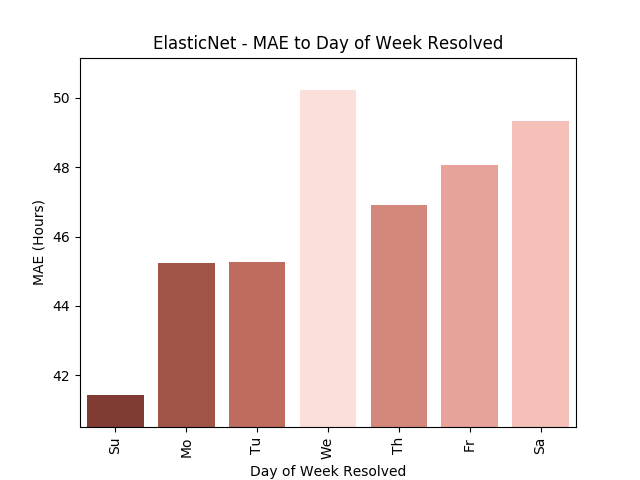 ElasticNet - MAE to Day of Week Resolved
MAE (Hours)
50
48
46
44
42
Su
Mo
Tu
We
Th
Fr
Sa
Day of Week Resolved